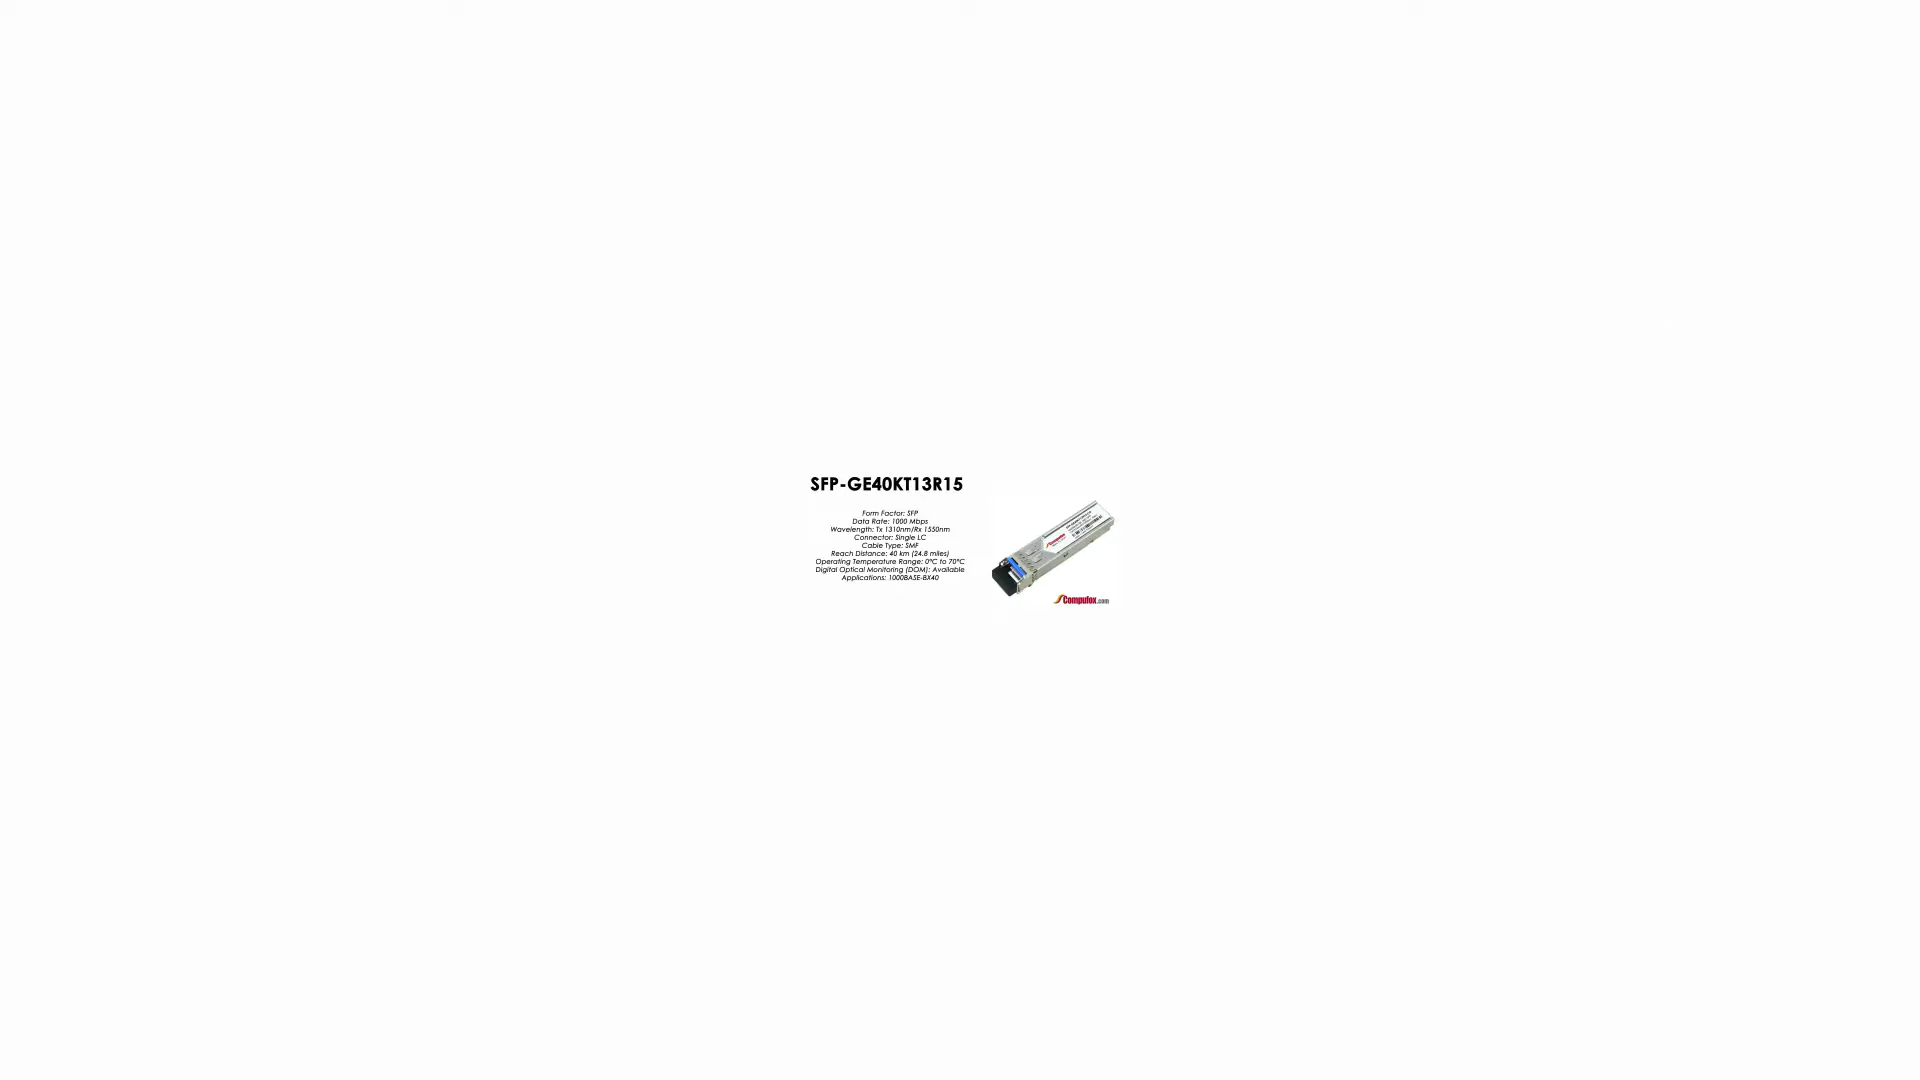 SFP-GE40KT13R15
Form Factor: SFP
Data Rate: 1000 Mbps
Wavelength: Tx 1310nm/Rx 1550nm
Connector: Single LC
Cable Type: SMF
Reach Distance: 40 km (24.8 miles)
Operating Temperature Range: 0°C to 70°C
Digital Optical Monitoring (DOM): Available
Applications: 1000BASE-BX40
Compufox
Compufox.com